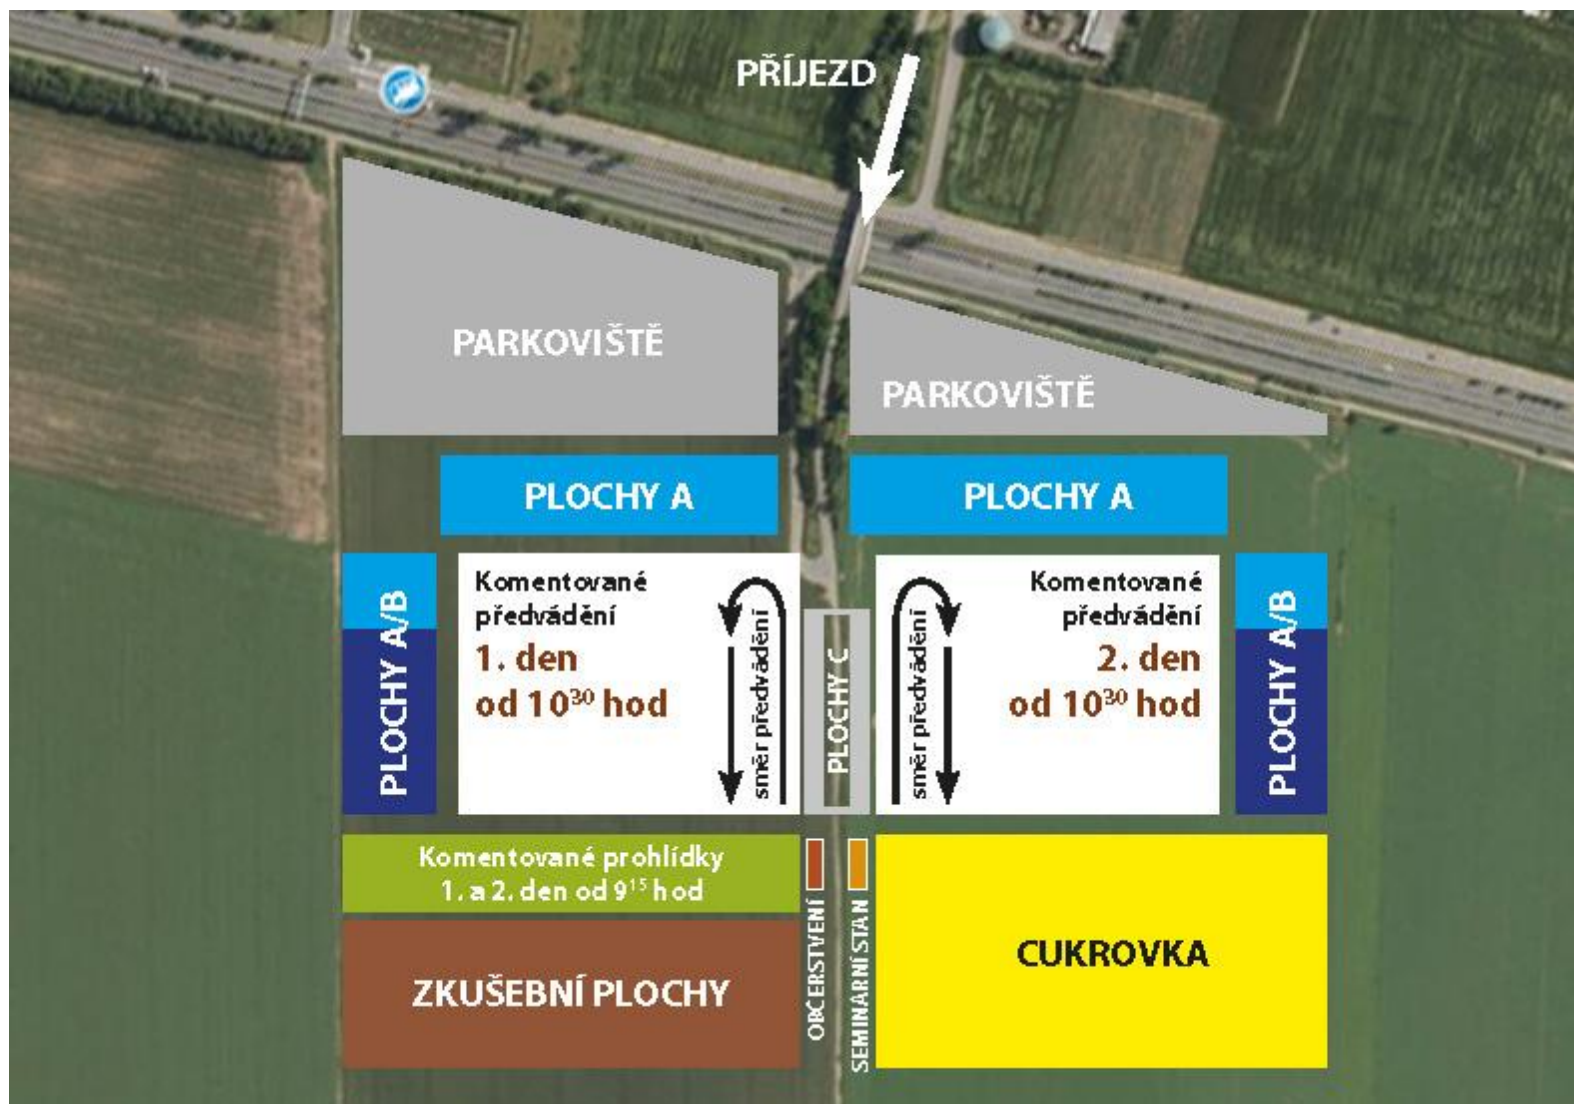 PŘÍJEZD
PARKOVIŠTĚ
PARKOVIŠTĚ
PLOCHY A
PLOCHY A
PLOCHY A/B
Komentované
předvádění
1. den
od 10³⁰ hod
směr předvádění
PLOCHY C
směr předvádění
Komentované
předvádění
2. den
od 10³⁰ hod
PLOCHY A/B
Komentované prohlídky
1. a 2. den od 9¹⁵ hod
ZKUŠEBNÍ PLOCHY
OBČERSTVENÍ
SEMINÁRNÍ STAN
CUKROVKA